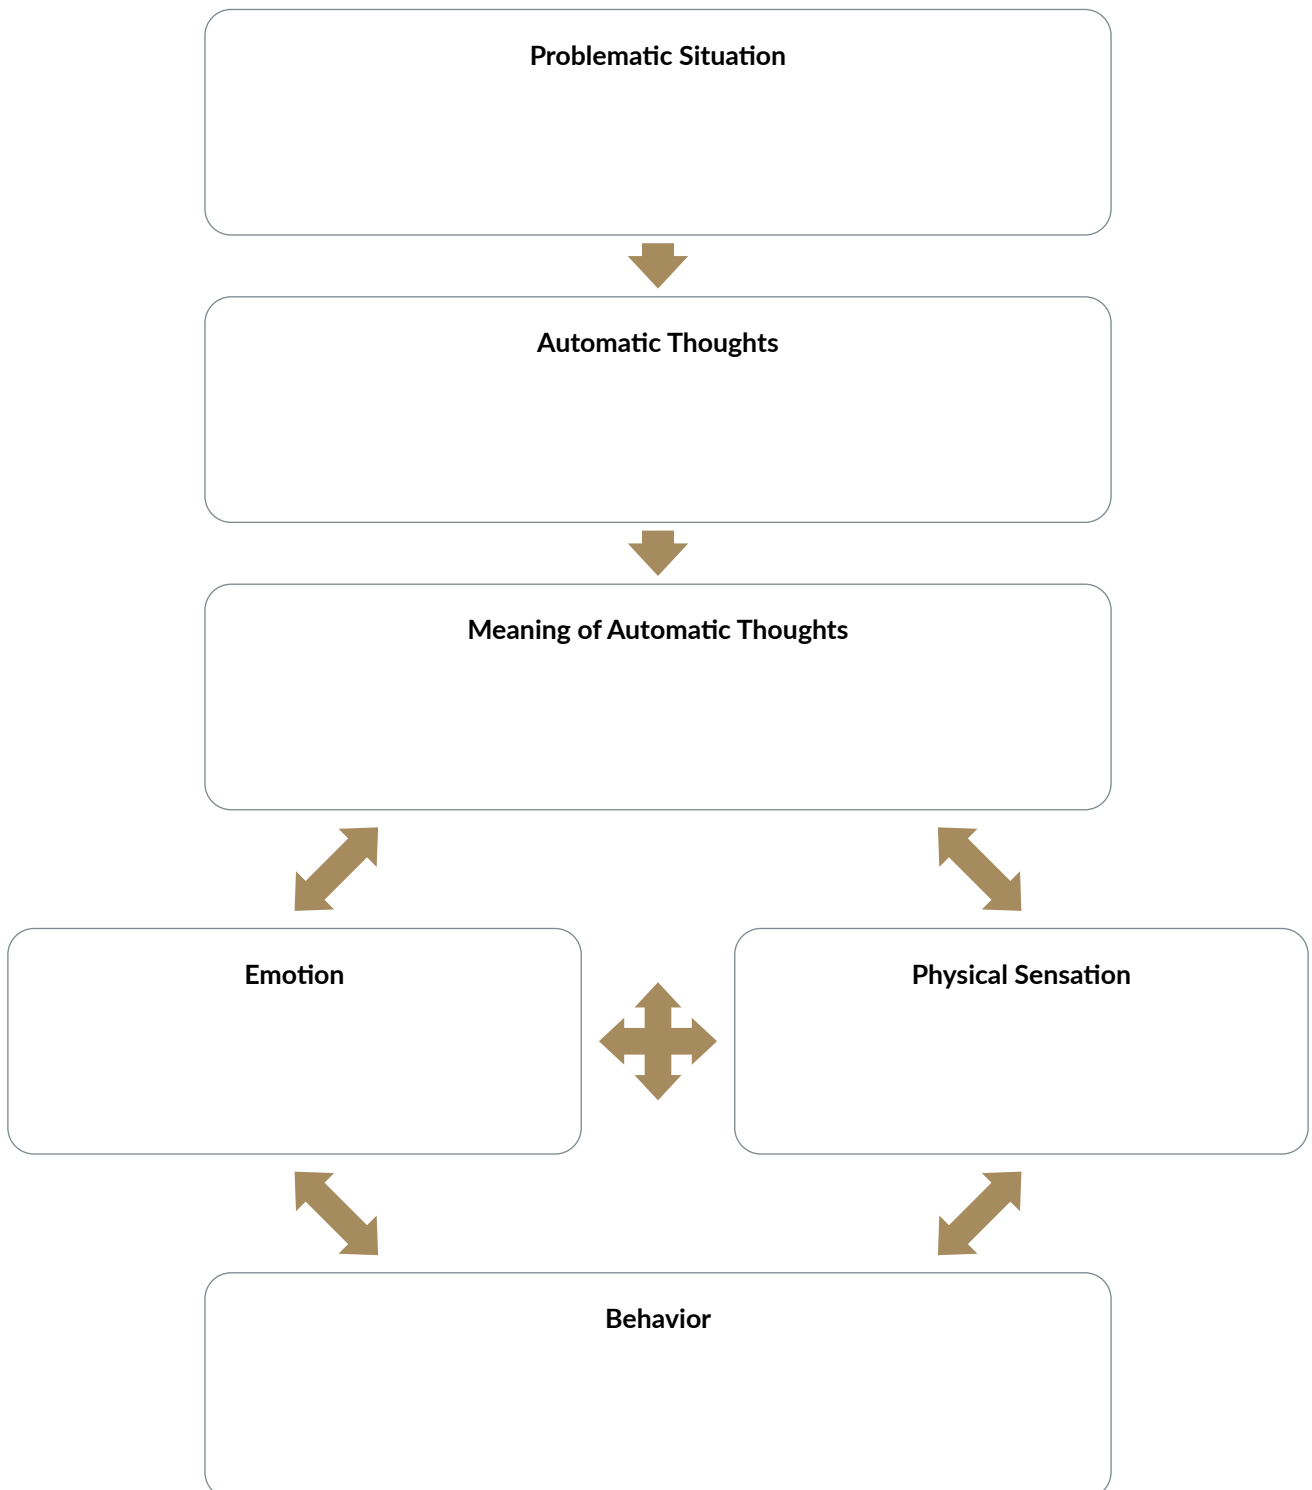 Problematic Situation
Automatic Thoughts
Meaning of Automatic Thoughts
Emotion
Physical Sensation
Behavior